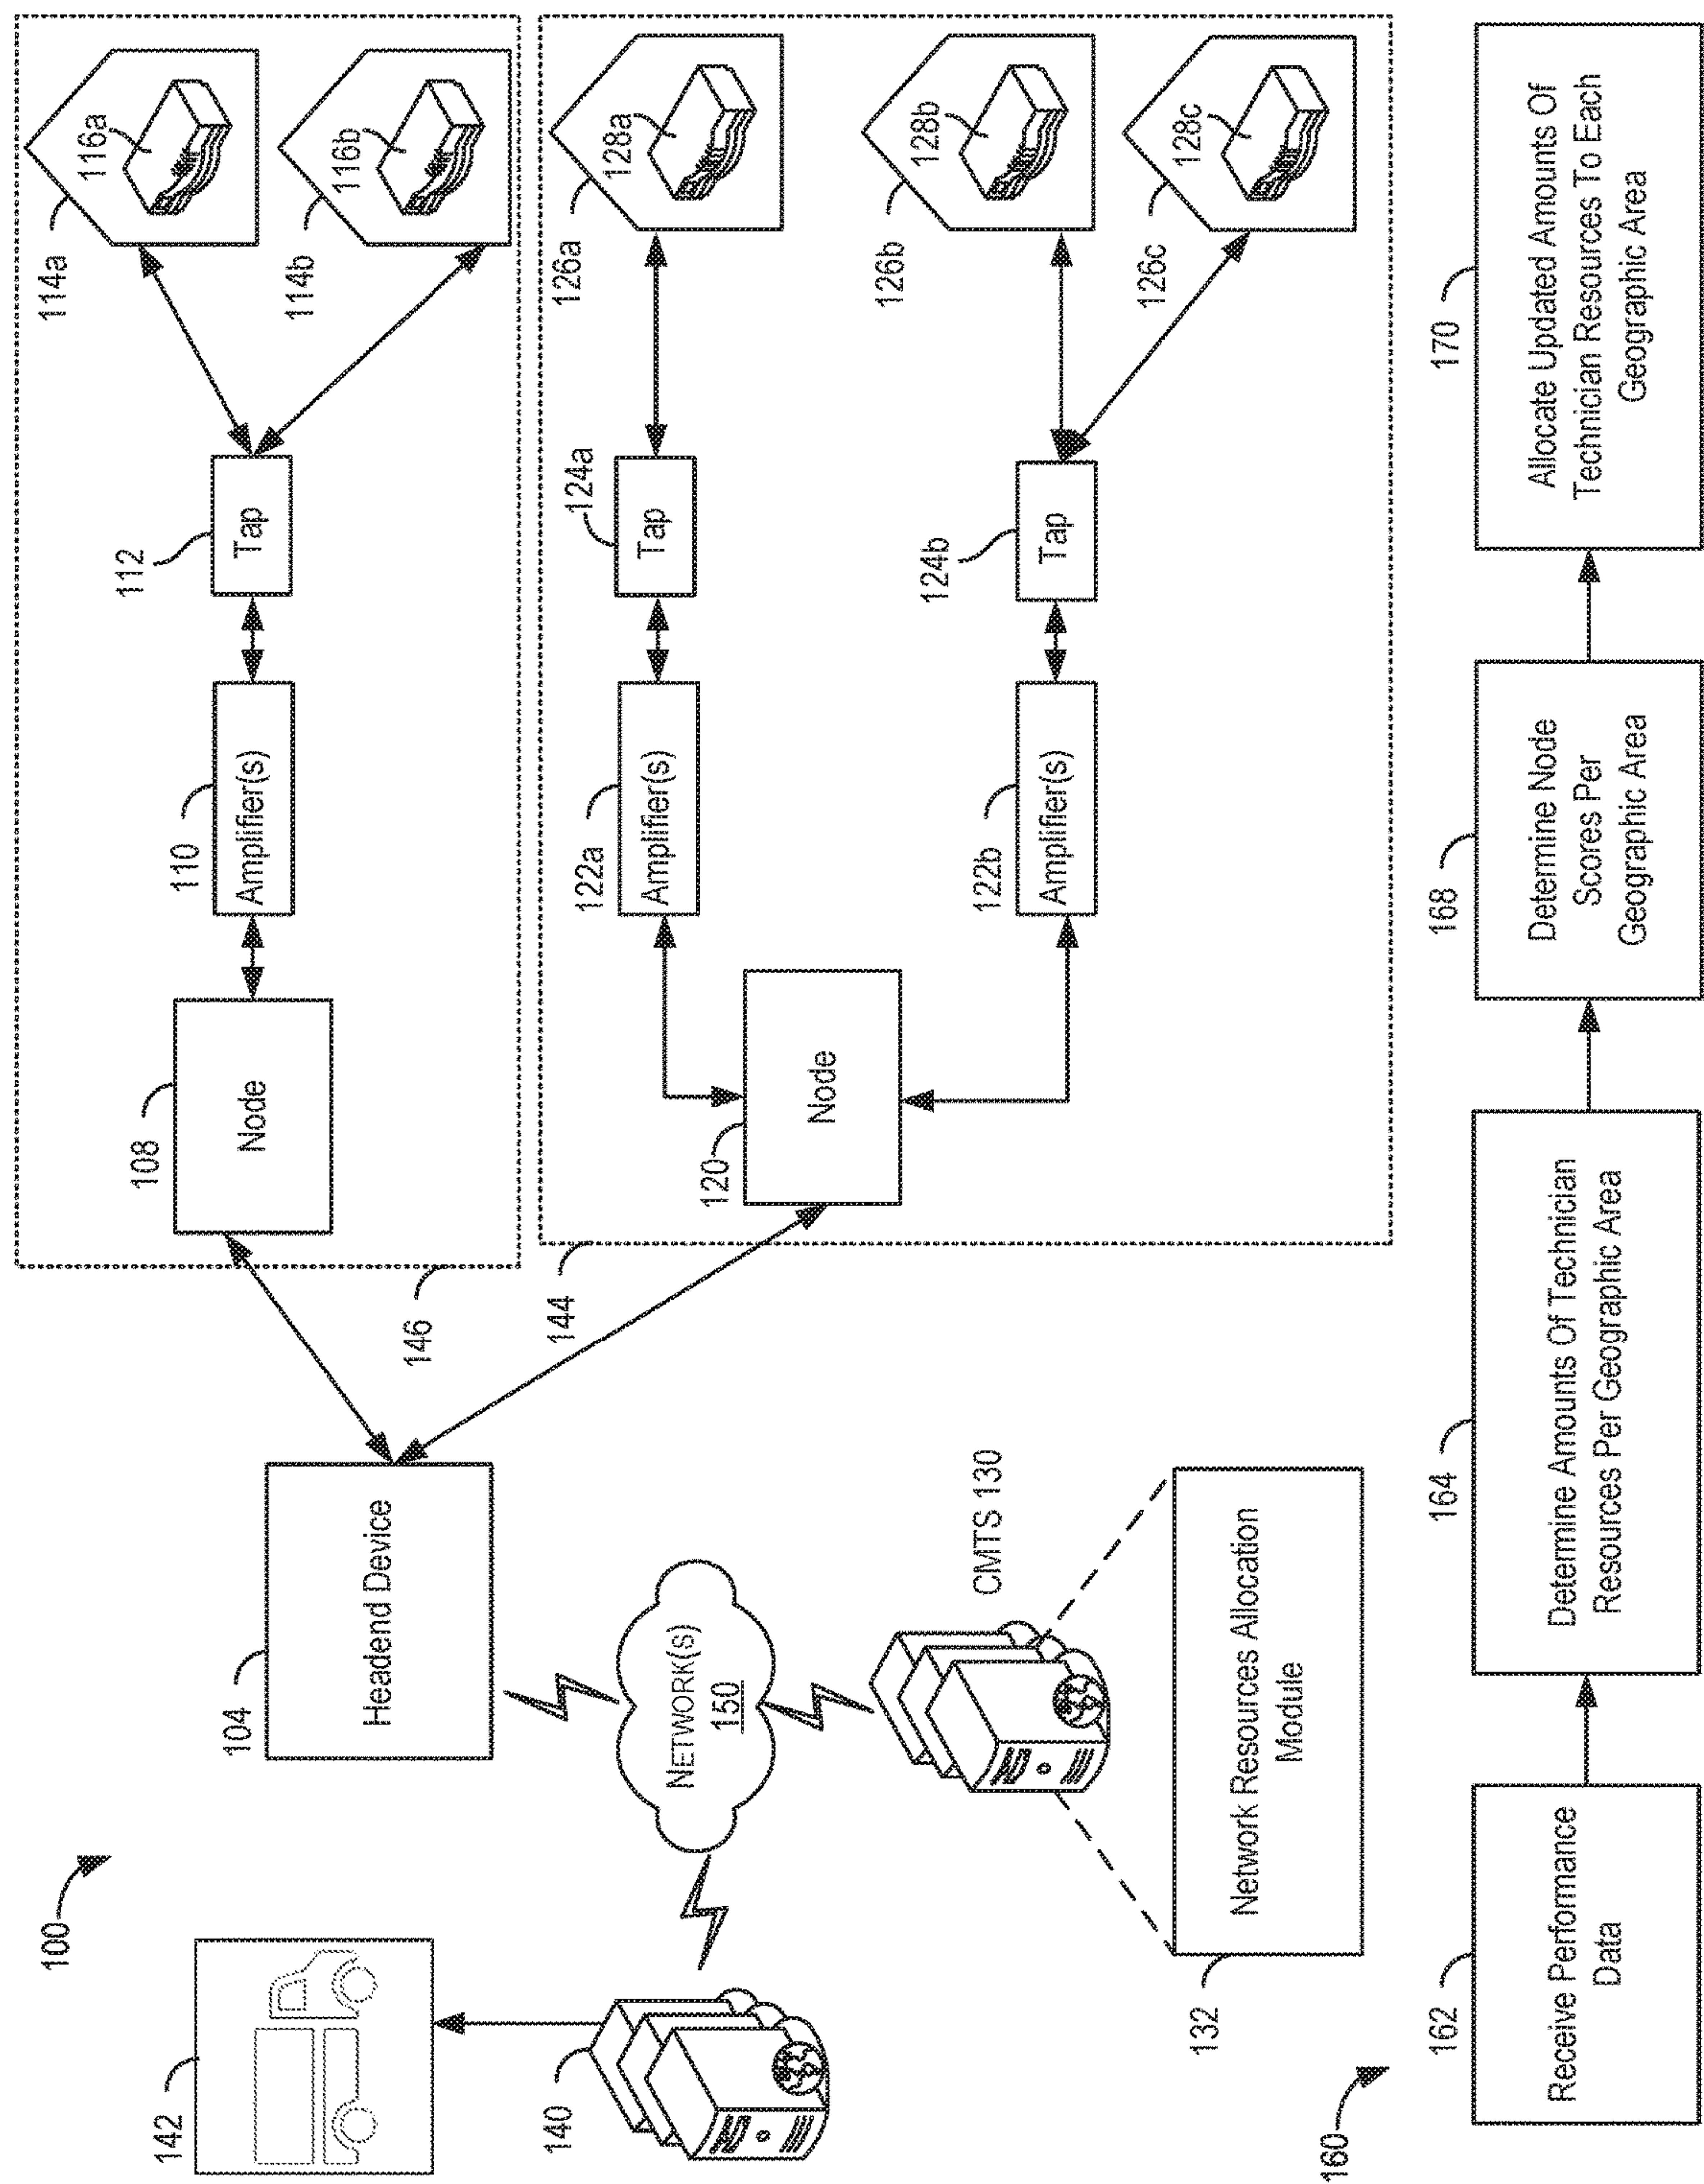 100
142
140
104
Headend Device
NETWORK(S)
150
CMTS 130
132
Network Resources Allocation
Module
146
144
108
Node
110
Amplifier(s)
112
Tap
114a
116a
114b
116b
120
Node
122a
Amplifier(s)
124a
Tap
126a
128a
122b
Amplifier(s)
124b
Tap
126b
128b
126c
128c
160
162
Receive Performance
Data
164
Determine Amounts Of Technician
Resources Per Geographic Area
168
Determine Node
Scores Per
Geographic Area
170
Allocate Updated Amounts Of
Technician Resources To Each
Geographic Area